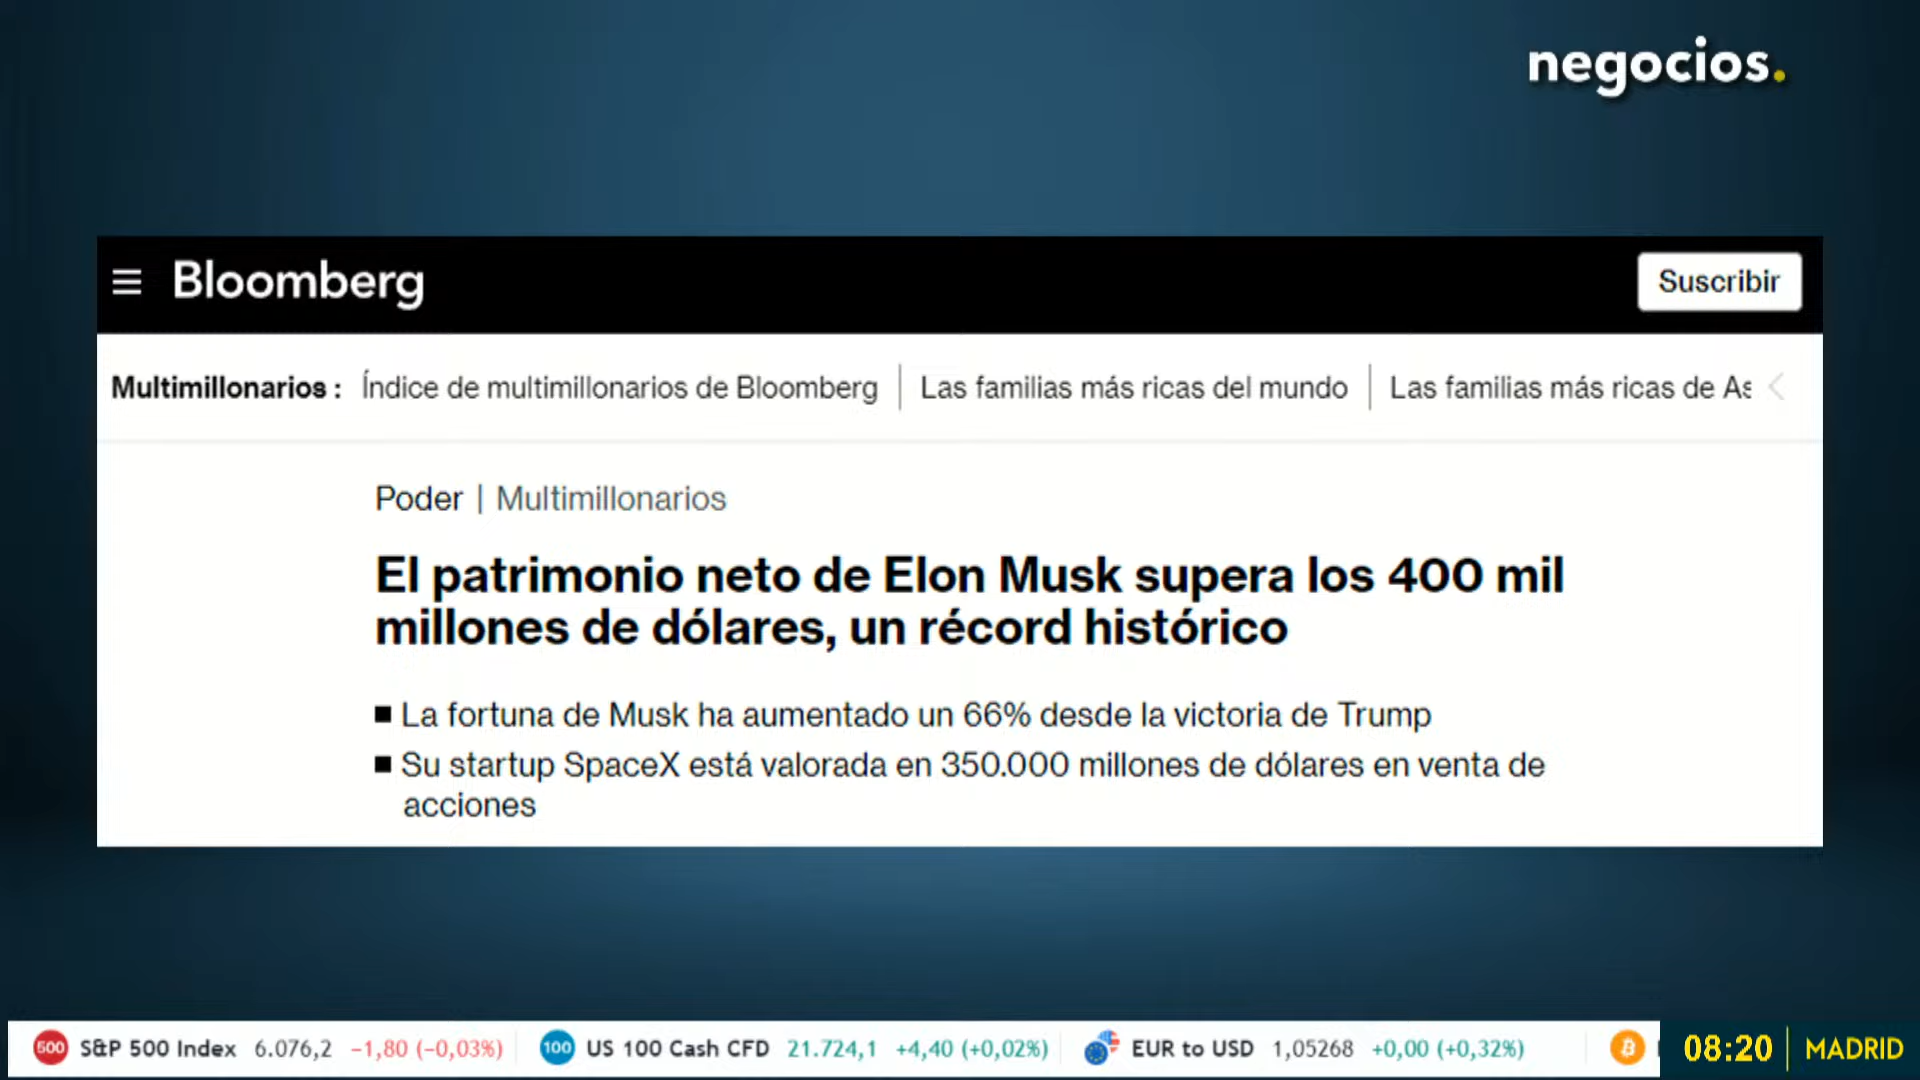 negocios.
Bloomberg
Suscribir
Multimillonarios : Índice de multimillonarios de Bloomberg | Las familias más ricas del mundo | Las familias más ricas de As
Poder | Multimillonarios
El patrimonio neto de Elon Musk supera los 400 mil
millones de dólares, un récord histórico
■ La fortuna de Musk ha aumentado un 66% desde la victoria de Trump
■ Su startup SpaceX está valorada en 350.000 millones de dólares en venta de
acciones
500 S&P 500 Index 6.076,2 −1,80 (−0,03%) 100 US 100 Cash CFD 21.724,1 +4,40 (+0,02%) EUR to USD 1,05268 +0,00 (+0,32%) 08:20 | MADRID